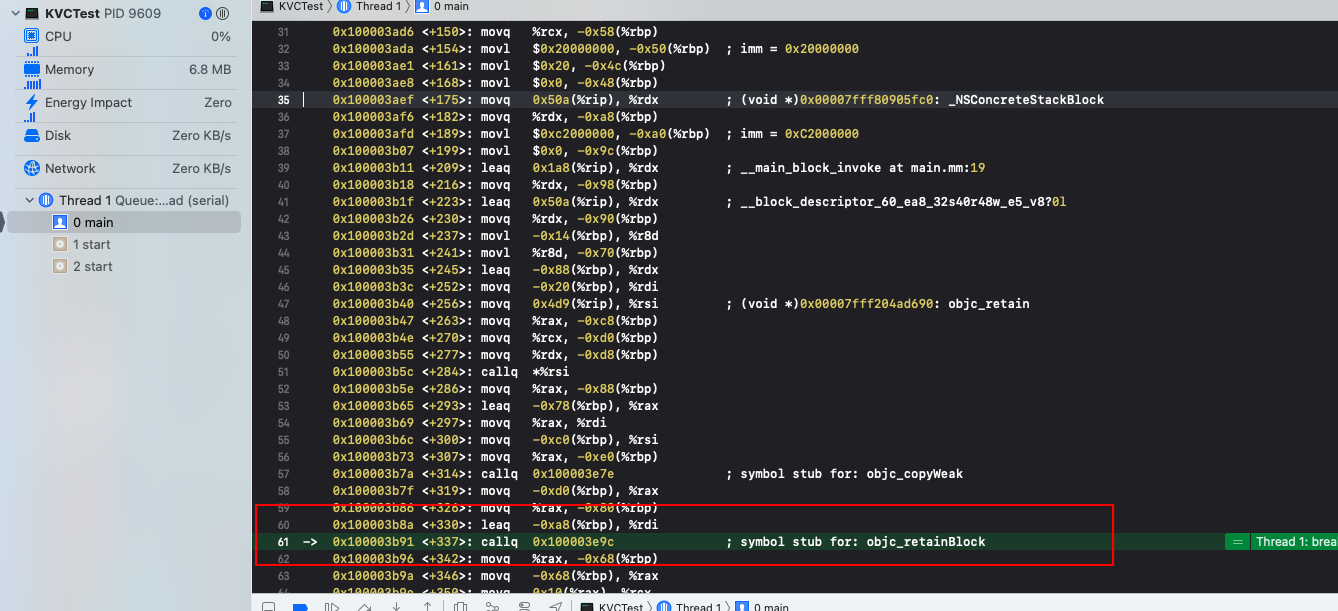 KVCTest PID 9609
CPU 0%
Memory 6.8 MB
Energy Impact Zero
Disk Zero KB/s
Network Zero KB/s
Thread 1 Queue:...ad (serial)
0 main
1 start
2 start
KVCTest 〉 Thread 1 〉 0 main
31 0x100003ad6 <+150>: movq %rcx, -0x58(%rbp)
32 0x100003ada <+154>: movl $0x20000000, -0x50(%rbp) ; imm = 0x20000000
33 0x100003ae1 <+161>: movl $0x20, -0x4c(%rbp)
34 0x100003ae8 <+168>: movl $0x0, -0x48(%rbp)
35 0x100003aef <+175>: movq 0x50a(%rip), %rdx ; (void *)0x00007fff80905fc0: _NSConcreteStackBlock
36 0x100003af6 <+182>: movq %rdx, -0xa8(%rbp)
37 0x100003afd <+189>: movl $0xc2000000, -0xa0(%rbp) ; imm = 0xC2000000
38 0x100003b07 <+199>: movl $0x0, -0x9c(%rbp)
39 0x100003b11 <+209>: leaq 0x1a8(%rip), %rdx ; __main_block_invoke at main.mm:19
40 0x100003b18 <+216>: movq %rdx, -0x98(%rbp)
41 0x100003b1f <+223>: leaq 0x50a(%rip), %rdx ; __block_descriptor_60_ea8_32s40r48w_e5_v8?0l
42 0x100003b26 <+230>: movq %rdx, -0x90(%rbp)
43 0x100003b2d <+237>: movl -0x14(%rbp), %r8d
44 0x100003b31 <+241>: movl %r8d, -0x70(%rbp)
45 0x100003b35 <+245>: leaq -0x88(%rbp), %rdx
46 0x100003b3c <+252>: movq -0x20(%rbp), %rdi
47 0x100003b40 <+256>: movq 0x4d9(%rip), %rsi ; (void *)0x00007fff204ad690: objc_retain
48 0x100003b47 <+263>: movq %rax, -0xc8(%rbp)
49 0x100003b4e <+270>: movq %rcx, -0xd0(%rbp)
50 0x100003b55 <+277>: movq %rdx, -0xd8(%rbp)
51 0x100003b5c <+284>: callq *%rsi
52 0x100003b5e <+286>: movq %rax, -0x88(%rbp)
53 0x100003b65 <+293>: leaq -0x78(%rbp), %rax
54 0x100003b69 <+297>: movq %rax, %rdi
55 0x100003b6c <+300>: movq -0xc0(%rbp), %rsi
56 0x100003b73 <+307>: movq %rax, -0xe0(%rbp)
57 0x100003b7a <+314>: callq 0x100003e7e ; symbol stub for: objc_copyWeak
58 0x100003b7f <+319>: movq -0xd0(%rbp), %rax
59 0x100003b86 <+326>: movq %rax, -0x80(%rbp)
60 0x100003b8a <+330>: leaq -0xa8(%rbp), %rdi
61 -> 0x100003b91 <+337>: callq 0x100003e9c ; symbol stub for: objc_retainBlock = Thread 1: brea
62 0x100003b96 <+342>: movq %rax, -0x68(%rbp)
63 0x100003b9a <+346>: movq -0x68(%rbp), %rax
KVCTest 〉 Thread 1 〉 0 main